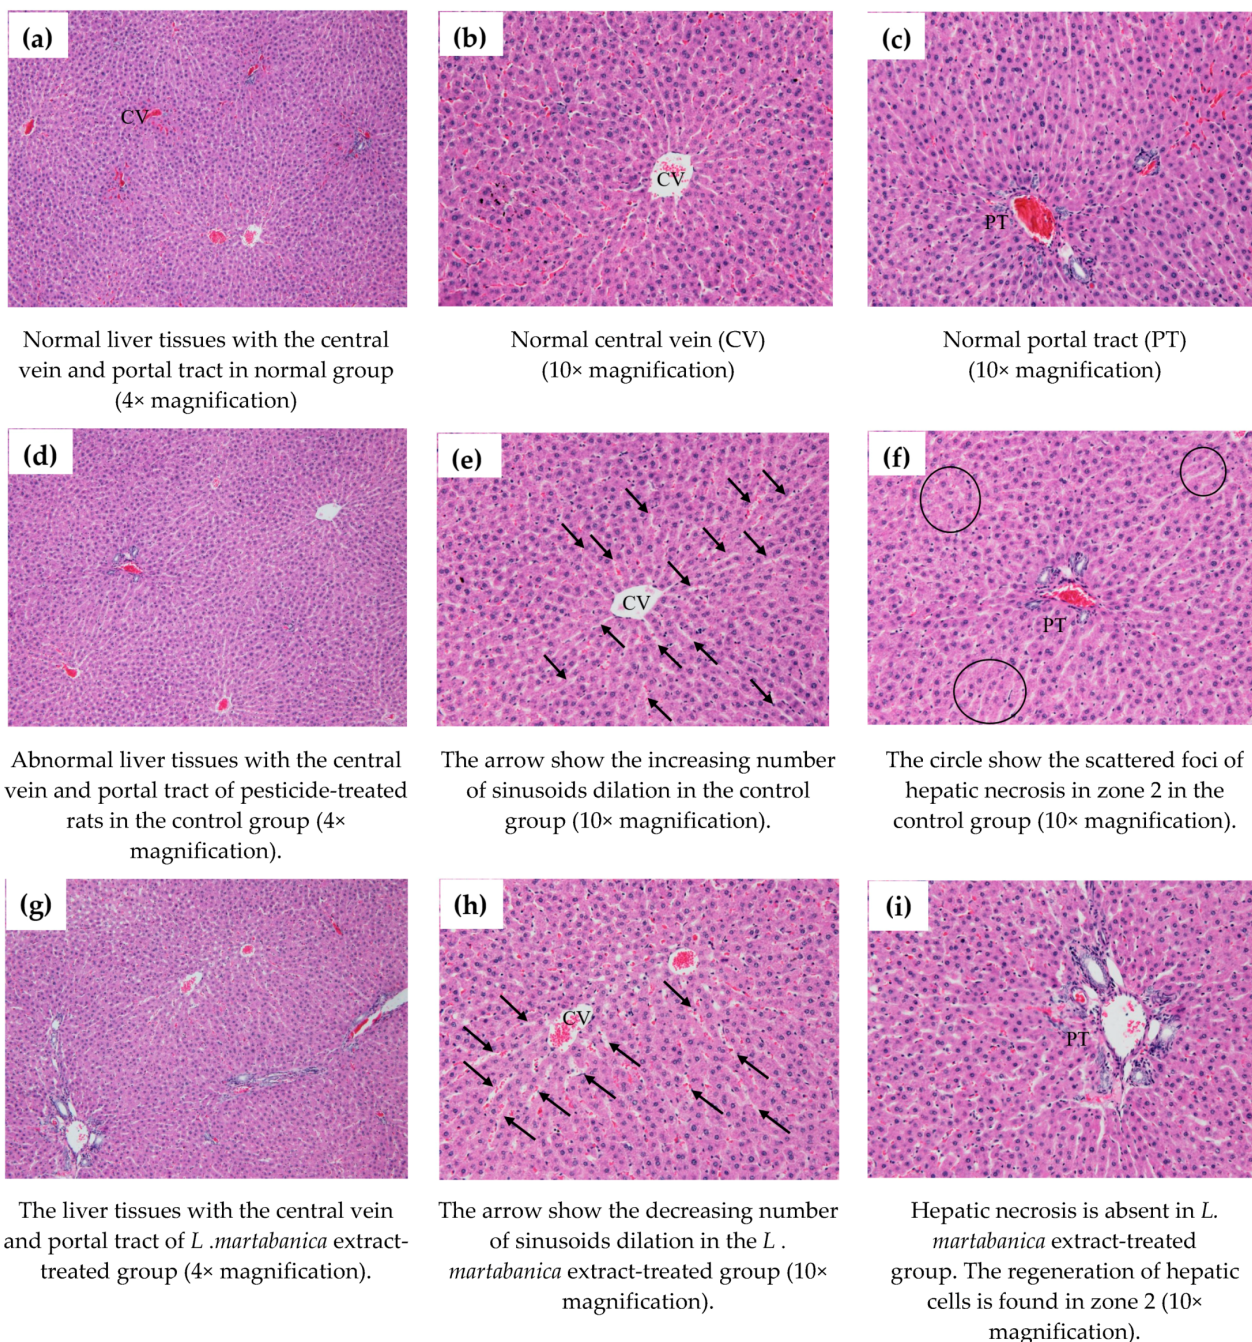 (a)
CV
(b)
CV
(c)
PT
Normal liver tissues with the central
vein and portal tract in normal group
(4× magnification)
Normal central vein (CV)
(10× magnification)
Normal portal tract (PT)
(10× magnification)
(d)
(e)
CV
(f)
PT
Abnormal liver tissues with the central
vein and portal tract of pesticide-treated
rats in the control group (4×
magnification).
The arrow show the increasing number
of sinusoids dilation in the control
group (10× magnification).
The circle show the scattered foci of
hepatic necrosis in zone 2 in the
control group (10× magnification).
(g)
(h)
CV
(i)
PT
The liver tissues with the central vein
and portal tract of L .martabanica extract-
treated group (4× magnification).
The arrow show the decreasing number
of sinusoids dilation in the L .
martabanica extract-treated group (10×
magnification).
Hepatic necrosis is absent in L.
martabanica extract-treated
group. The regeneration of hepatic
cells is found in zone 2 (10×
magnification).